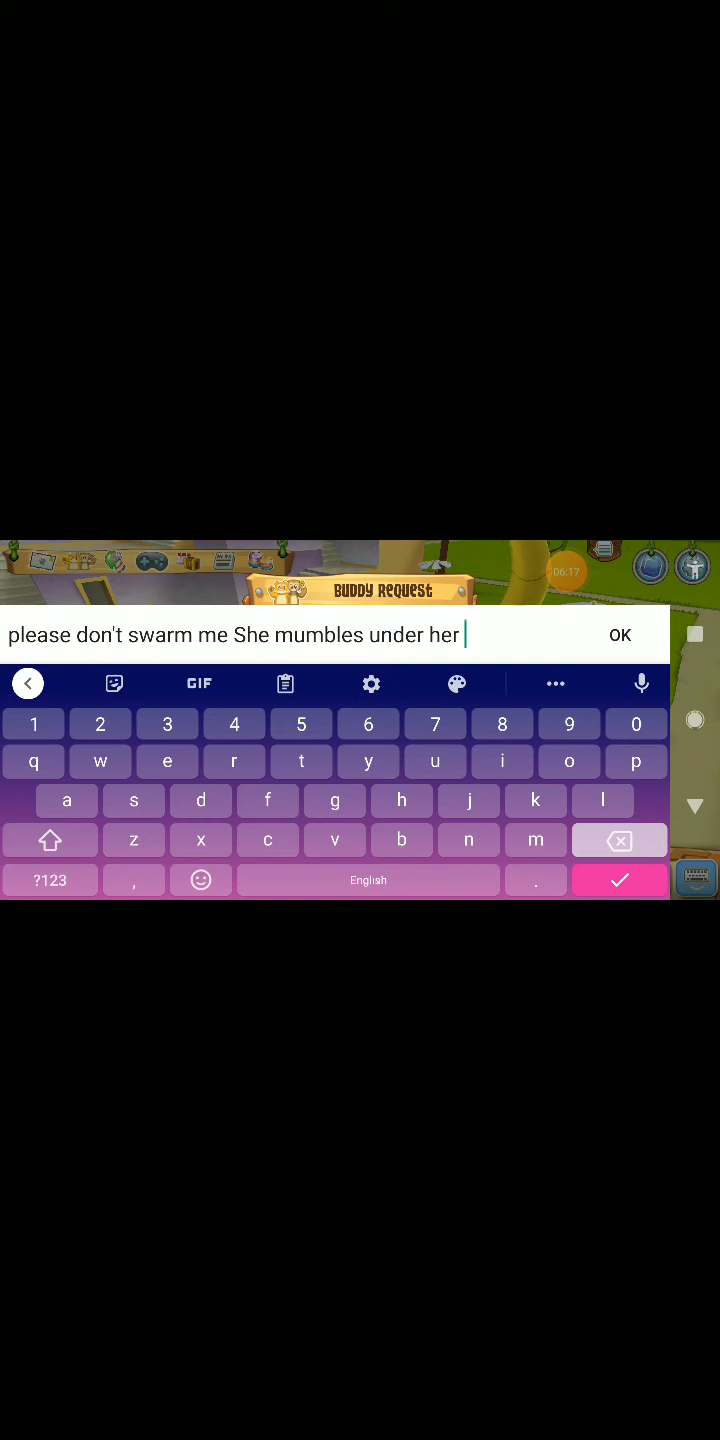 06:17
BUDDY REQUEST
please don't swarm me She mumbles under her
OK
GIF
1 2 3 4 5 6 7 8 9 0
q w e r t y u i o p
a s d f g h j k l
z x c v b n m
?123 , English .